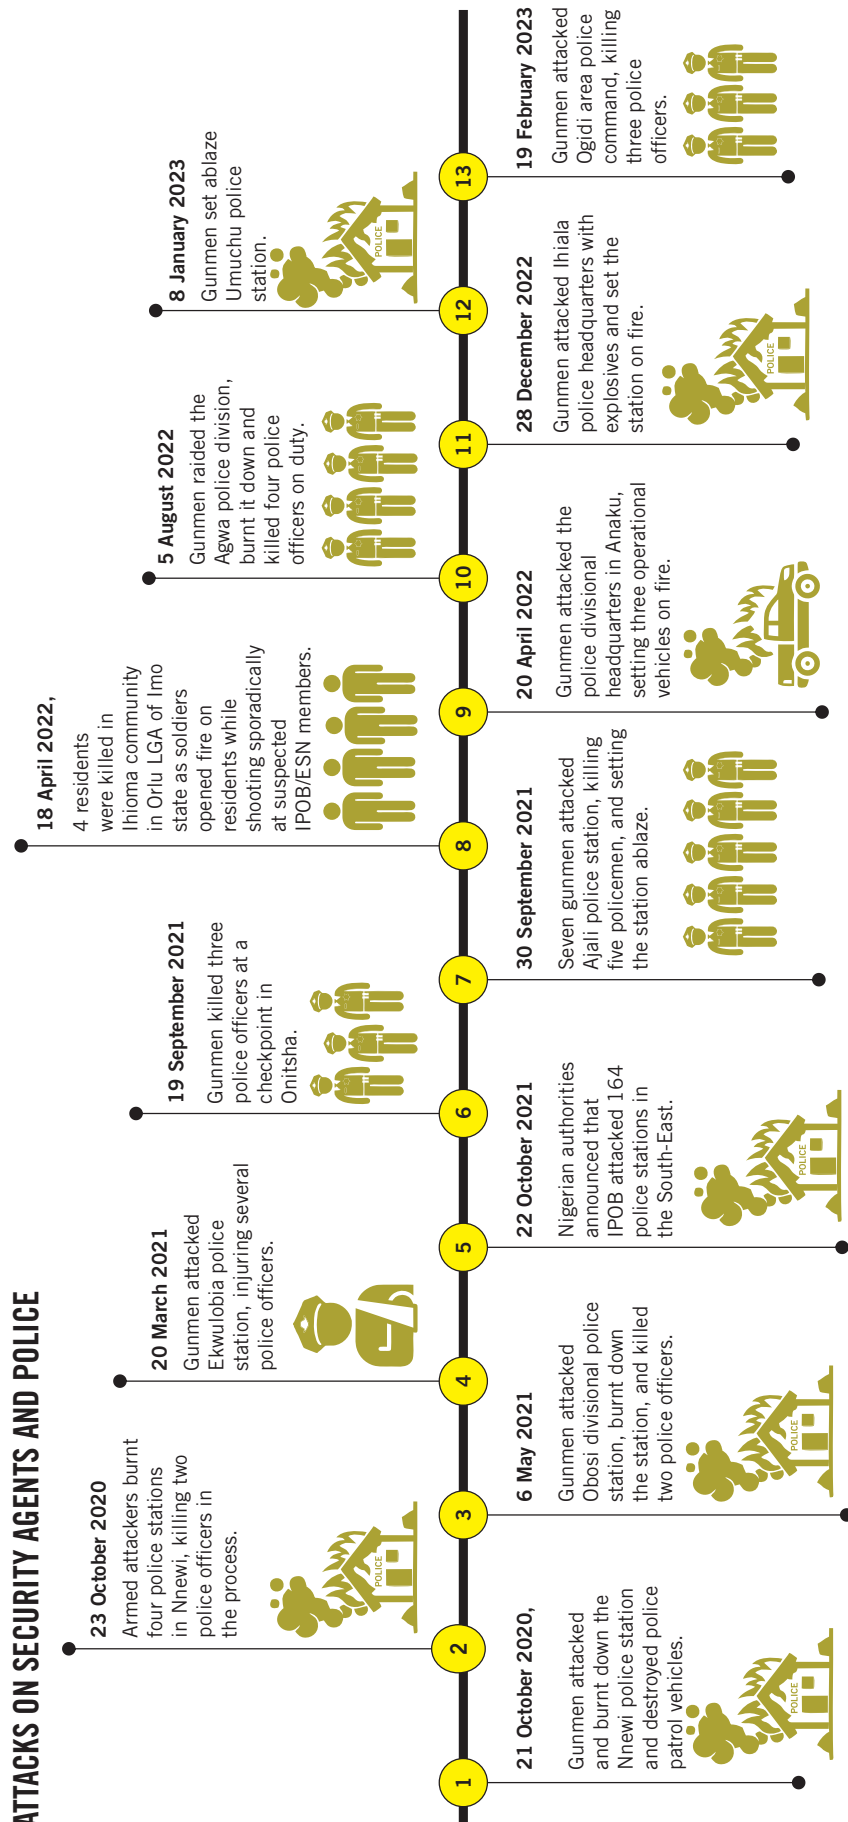 ATTACKS ON SECURITY AGENTS AND POLICE
1
21 October 2020,
Gunmen attacked
and burnt down the
Nnewi police station
and destroyed police
patrol vehicles.
POLICE
2
23 October 2020
Armed attackers burnt
four police stations
in Nnewi, killing two
police officers in
the process.
POLICE
3
6 May 2021
Gunmen attacked
Obosi divisional police
station, burnt down
the station, and killed
two police officers.
POLICE
4
20 March 2021
Gunmen attacked
Ekwulobia police
station, injuring several
police officers.
5
22 October 2021
Nigerian authorities
announced that
IPOB attacked 164
police stations in
the South-East.
POLICE
6
19 September 2021
Gunmen killed three
police officers at a
checkpoint in
Onitsha.
7
30 September 2021
Seven gunmen attacked
Ajali police station, killing
five policemen, and setting
the station ablaze.
8
18 April 2022,
4 residents
were killed in
Ihioma community
in Orlu LGA of Imo
state as soldiers
opened fire on
residents while
shooting sporadically
at suspected
IPOB/ESN members.
9
20 April 2022
Gunmen attacked the
police divisional
headquarters in Anaku,
setting three operational
vehicles on fire.
10
5 August 2022
Gunmen raided the
Agwa police division,
burnt it down and
killed four police
officers on duty.
11
28 December 2022
Gunmen attacked Ihiala
police headquarters with
explosives and set the
station on fire.
POLICE
12
8 January 2023
Gunmen set ablaze
Umuchu police
station.
POLICE
13
19 February 2023
Gunmen attacked
Ogidi area police
command, killing
three police
officers.